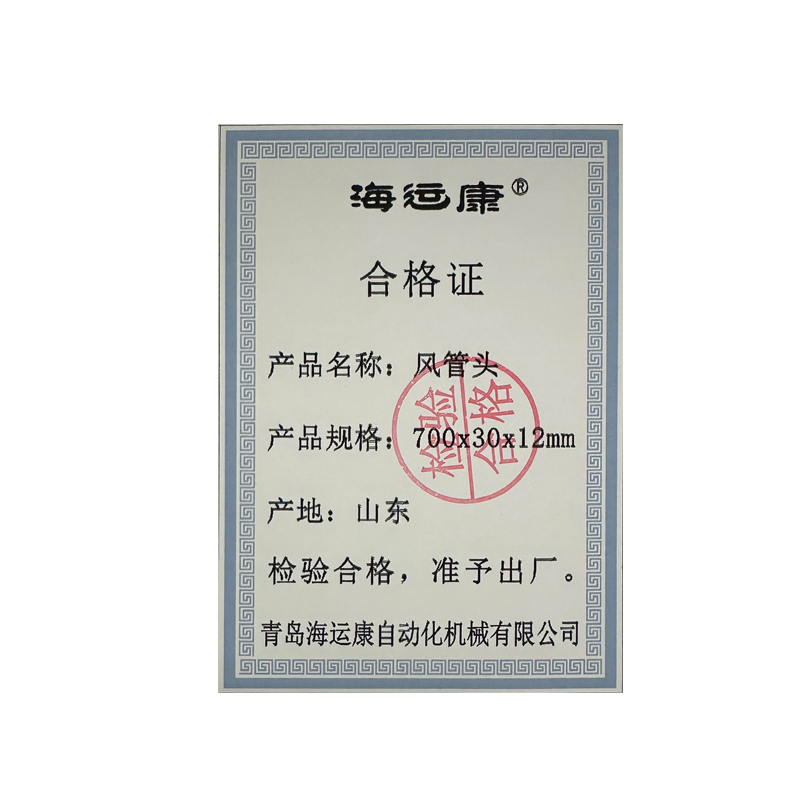 海运康®
合格证
产品名称：风管头
产品规格：700x30x12mm
产地：山东
检验合格，准予出厂。
青岛海运康自动化机械有限公司
检验
合格